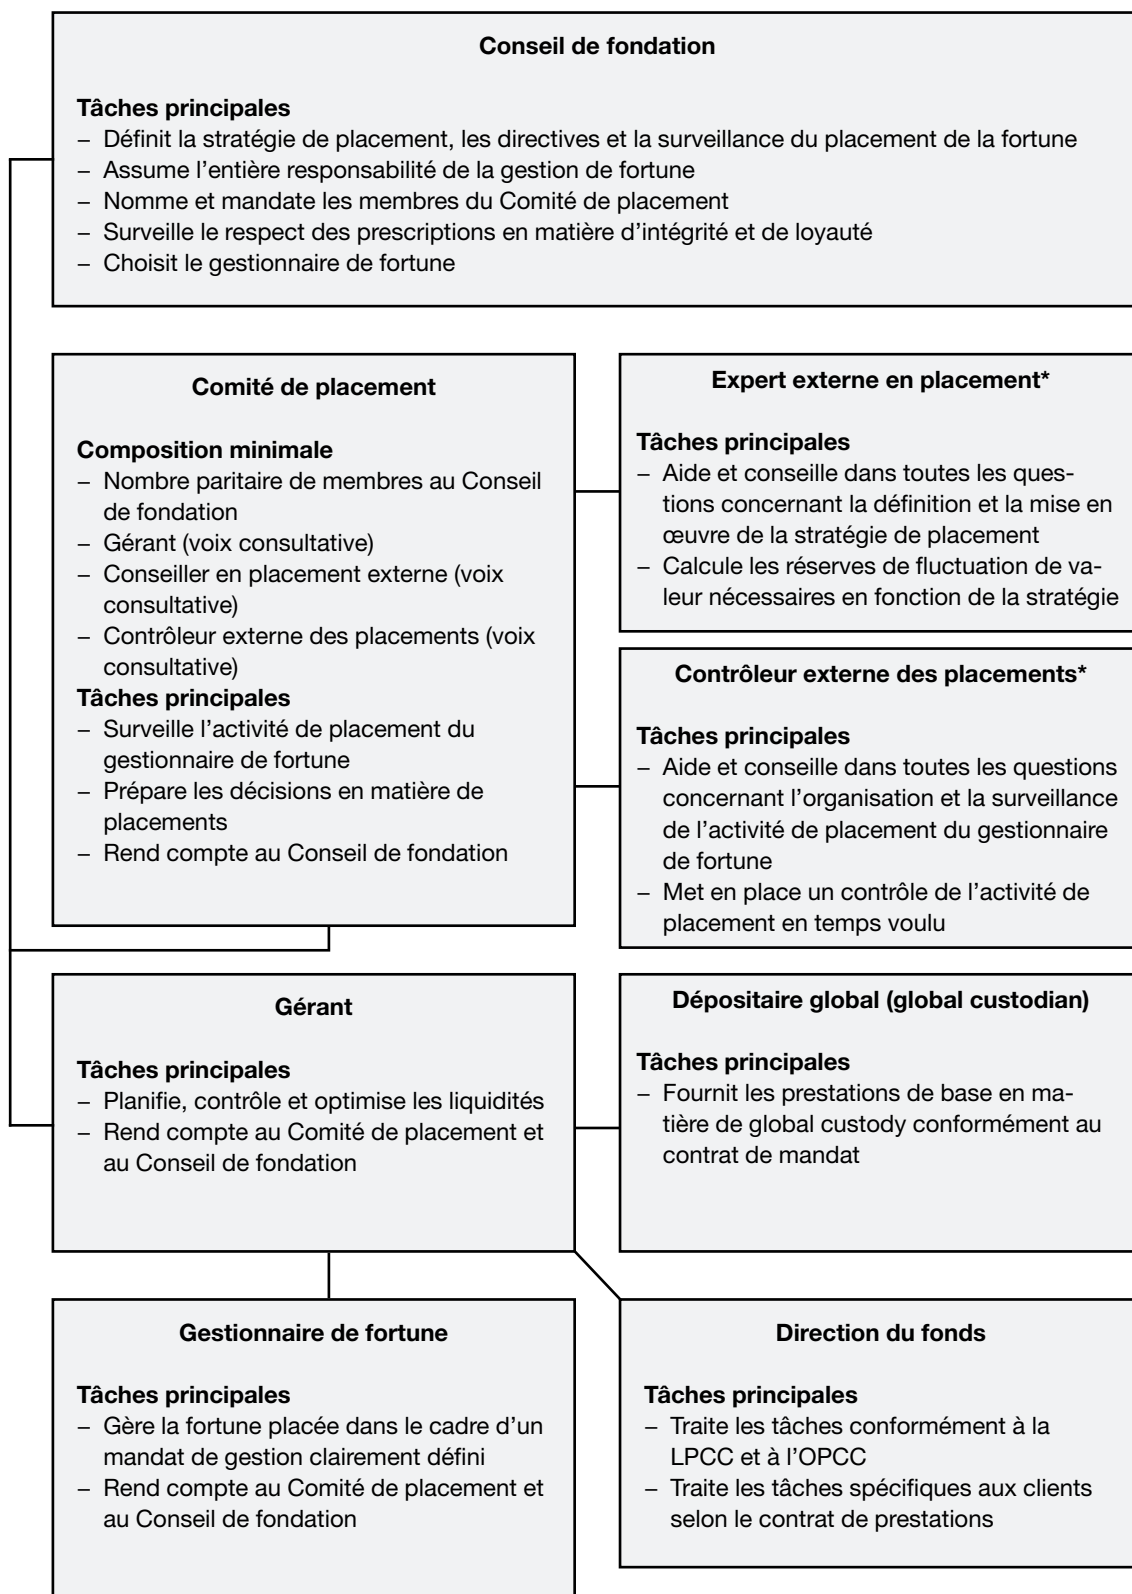 Conseil de fondation
Tâches principales
– Définit la stratégie de placement, les directives et la surveillance du placement de la fortune
– Assume l’entière responsabilité de la gestion de fortune
– Nomme et mandate les membres du Comité de placement
– Surveille le respect des prescriptions en matière d’intégrité et de loyauté
– Choisit le gestionnaire de fortune
Comité de placement
Composition minimale
– Nombre paritaire de membres au Conseil
de fondation
– Gérant (voix consultative)
– Conseiller en placement externe (voix
consultative)
– Contrôleur externe des placements (voix
consultative)
Tâches principales
– Surveille l’activité de placement du
gestionnaire de fortune
– Prépare les décisions en matière de
placements
– Rend compte au Conseil de fondation
Expert externe en placement*
Tâches principales
– Aide et conseille dans toutes les ques-
tions concernant la définition et la mise en
œuvre de la stratégie de placement
– Calcule les réserves de fluctuation de va-
leur nécessaires en fonction de la stratégie
Contrôleur externe des placements*
Tâches principales
– Aide et conseille dans toutes les questions
concernant l’organisation et la surveillance
de l’activité de placement du gestionnaire
de fortune
– Met en place un contrôle de l’activité de
placement en temps voulu
Gérant
Tâches principales
– Planifie, contrôle et optimise les liquidités
– Rend compte au Comité de placement et
au Conseil de fondation
Dépositaire global (global custodian)
Tâches principales
– Fournit les prestations de base en ma-
tière de global custody conformément au
contrat de mandat
Gestionnaire de fortune
Tâches principales
– Gère la fortune placée dans le cadre d’un
mandat de gestion clairement défini
– Rend compte au Comité de placement et
au Conseil de fondation
Direction du fonds
Tâches principales
– Traite les tâches conformément à la
LPCC et à l’OPCC
– Traite les tâches spécifiques aux clients
selon le contrat de prestations